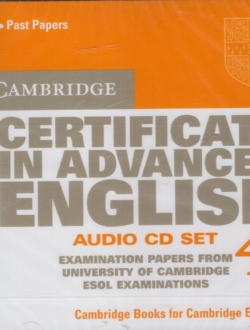 • Past Papers
CAMBRIDGE
CERTIFICAT
IN ADVANCE
ENGLIS
AUDIO CD SET
4
EXAMINATION PAPERS FROM
UNIVERSITY OF CAMBRIDGE
ESOL EXAMINATIONS
Cambridge Books for Cambridge